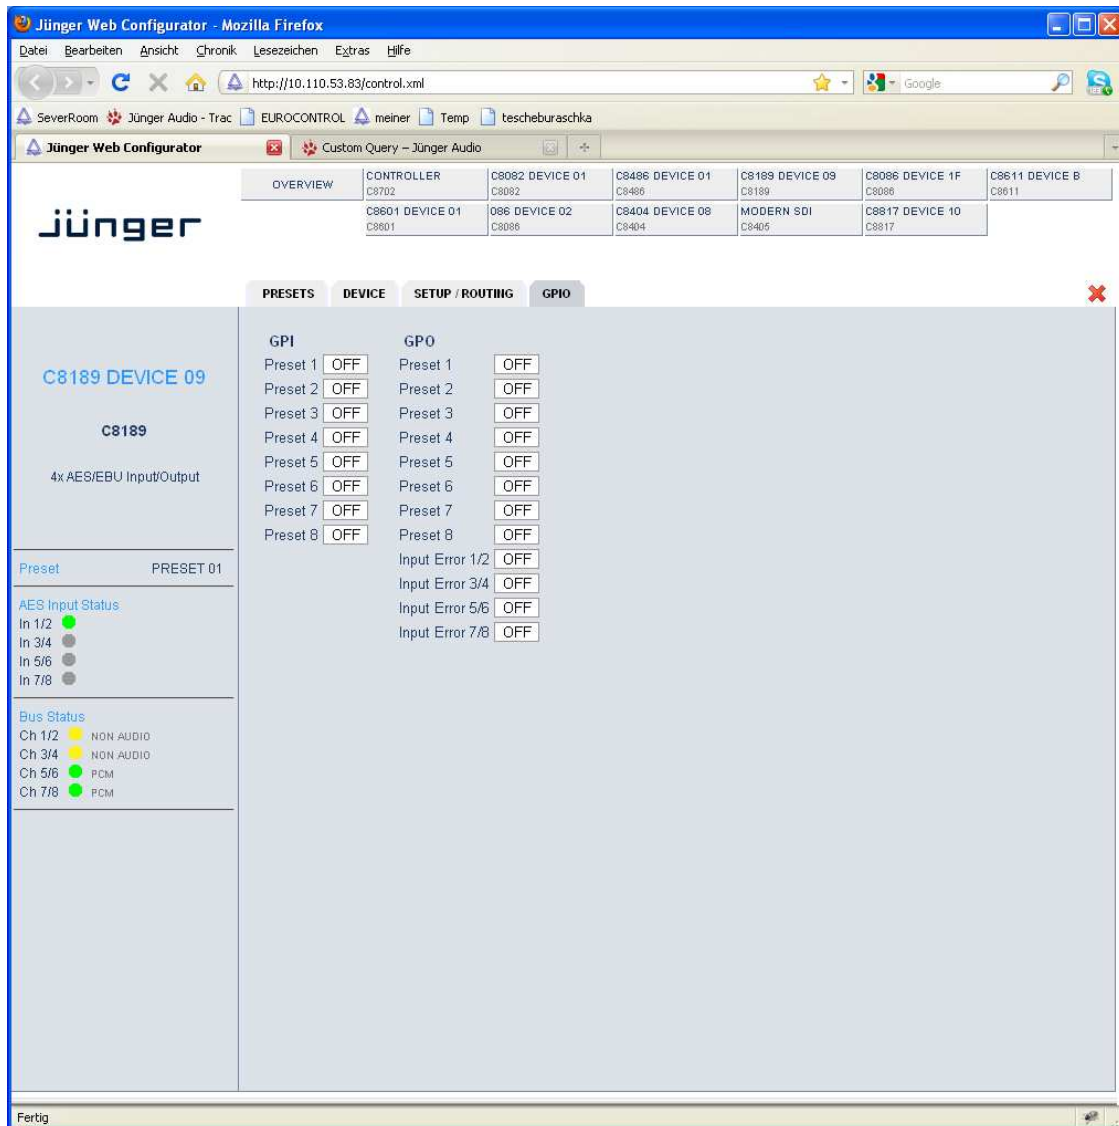 Jünger Web Configurator - Mozilla Firefox
Datei Bearbeiten Ansicht Chronik Lesezeichen Extras Hilfe
http://10.110.53.83/control.xml
Google
SeverRoom Jünger Audio - Trac EUROCONTROL meiner Temp tescheburaschka
Jünger Web Configurator Custom Query – Jünger Audio
jünger
OVERVIEW CONTROLLER C8082 DEVICE 01 C8486 DEVICE 01 C8189 DEVICE 09 C8086 DEVICE 1F C8611 DEVICE B
C8702 C8082 C8486 C8189 C8086 C8611
C8601 DEVICE 01 086 DEVICE 02 C8404 DEVICE 08 MODERN SDI C8817 DEVICE 10
C8601 C8086 C8404 C8405 C8817
PRESETS DEVICE SETUP / ROUTING GPIO
C8189 DEVICE 09
C8189
4x AES/EBU Input/Output
Preset PRESET 01
AES Input Status
In 1/2
In 3/4
In 5/6
In 7/8
Bus Status
Ch 1/2 NON AUDIO
Ch 3/4 NON AUDIO
Ch 5/6 PCM
Ch 7/8 PCM
GPI GPO
Preset 1 OFF Preset 1 OFF
Preset 2 OFF Preset 2 OFF
Preset 3 OFF Preset 3 OFF
Preset 4 OFF Preset 4 OFF
Preset 5 OFF Preset 5 OFF
Preset 6 OFF Preset 6 OFF
Preset 7 OFF Preset 7 OFF
Preset 8 OFF Preset 8 OFF
Input Error 1/2 OFF
Input Error 3/4 OFF
Input Error 5/6 OFF
Input Error 7/8 OFF
Fertig